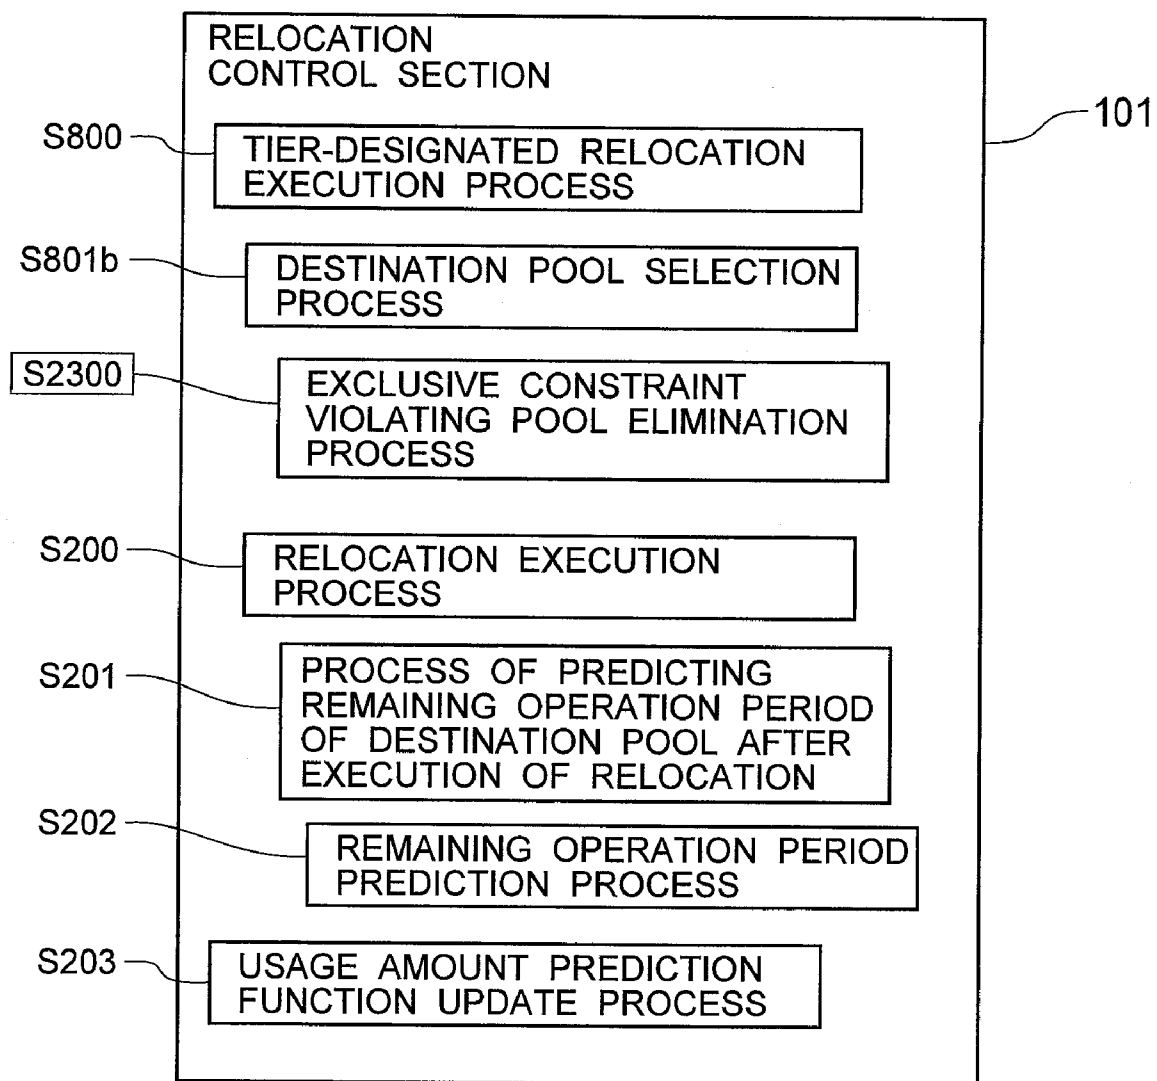 RELOCATION
CONTROL SECTION
101
S800
TIER-DESIGNATED RELOCATION
EXECUTION PROCESS
S801b
DESTINATION POOL SELECTION
PROCESS
S2300
EXCLUSIVE CONSTRAINT
VIOLATING POOL ELIMINATION
PROCESS
S200
RELOCATION EXECUTION
PROCESS
S201
PROCESS OF PREDICTING
REMAINING OPERATION PERIOD
OF DESTINATION POOL AFTER
EXECUTION OF RELOCATION
S202
REMAINING OPERATION PERIOD
PREDICTION PROCESS
S203
USAGE AMOUNT PREDICTION
FUNCTION UPDATE PROCESS